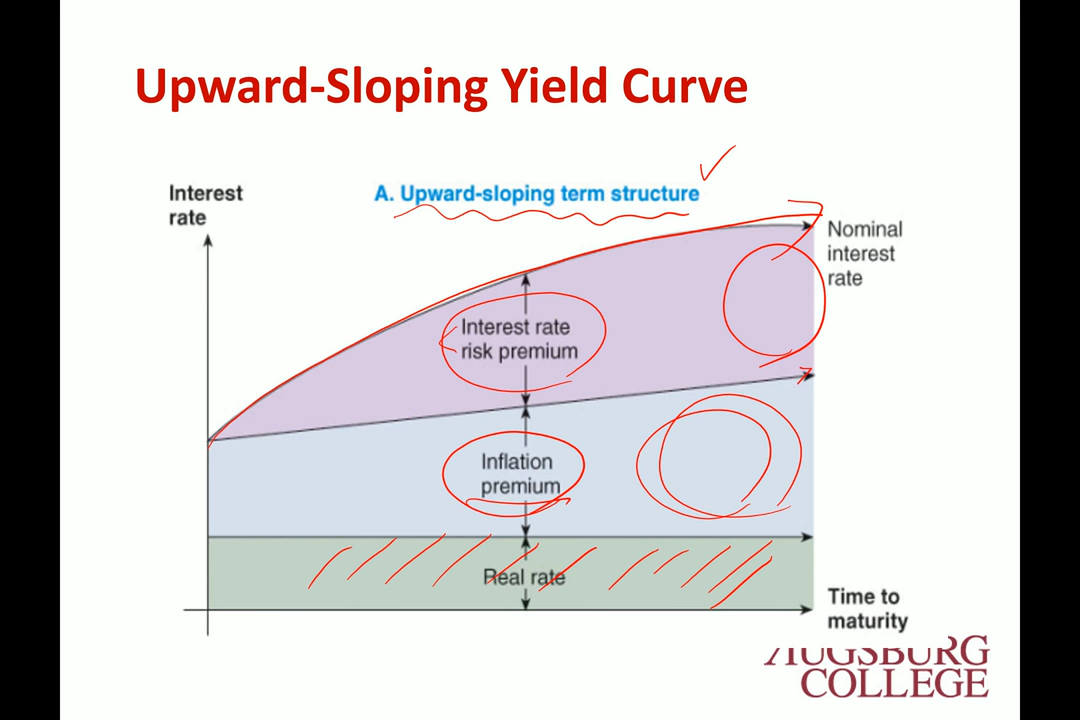 Upward-Sloping Yield Curve
A. Upward-sloping term structure
Interest
rate
Nominal
interest
rate
Interest rate
risk premium
Inflation
premium
Real rate
Time to
maturity
AUGSBURG
COLLEGE